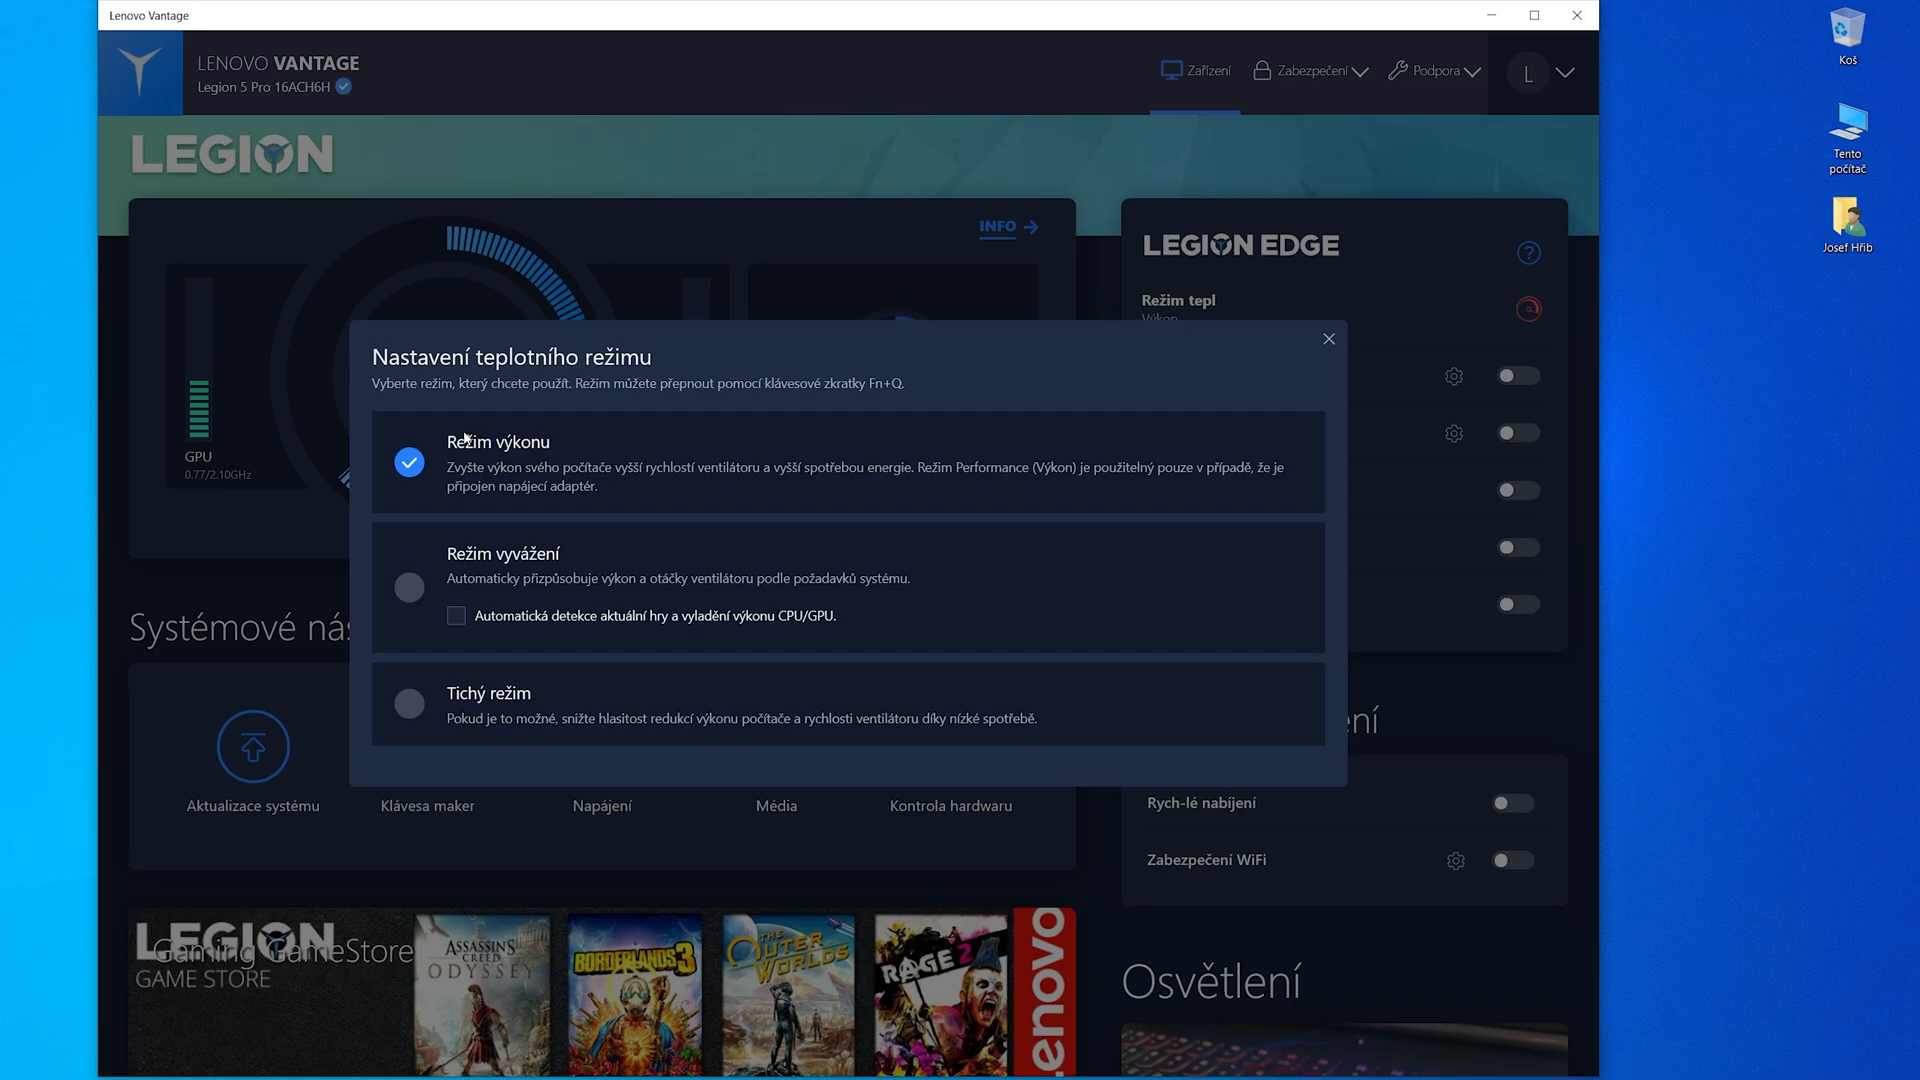 Lenovo Vantage
LENOVO VANTAGE
Legion 5 Pro 16ACH6H
Zařízení
Zabezpečení
Podpora
L
LEGION
INFO
GPU
0.77/2.10GHz
LEGION EDGE
Režim tepl
Výkon
Nastavení teplotního režimu
Vyberte režim, který chcete použít. Režim můžete přepnout pomocí klávesové zkratky Fn+Q.
Režim výkonu
Zvyšte výkon svého počítače vyšší rychlostí ventilátoru a vyšší spotřebou energie. Režim Performance (Výkon) je použitelný pouze v případě, že je
připojen napájecí adaptér.
Režim vyvážení
Automaticky přizpůsobuje výkon a otáčky ventilátoru podle požadavků systému.
Automatická detekce aktuální hry a vyladění výkonu CPU/GPU.
Tichý režim
Pokud je to možné, snižte hlasitost redukcí výkonu počítače a rychlosti ventilátoru díky nízké spotřebě.
Systémové nás
Aktualizace systému
Klávesa maker
Napájení
Média
Kontrola hardwaru
ní
Rych-lé nabíjení
Zabezpečení WiFi
LEGION
Gaming GameStore
GAME STORE
ASSASSIN'S
CREED
ODYSSEY
BORDERLANDS 3
THE
OUTER
WORLDS
RAGE 2
Lenovo
Osvětlení
Koš
Tento
počítač
Josef Hřib